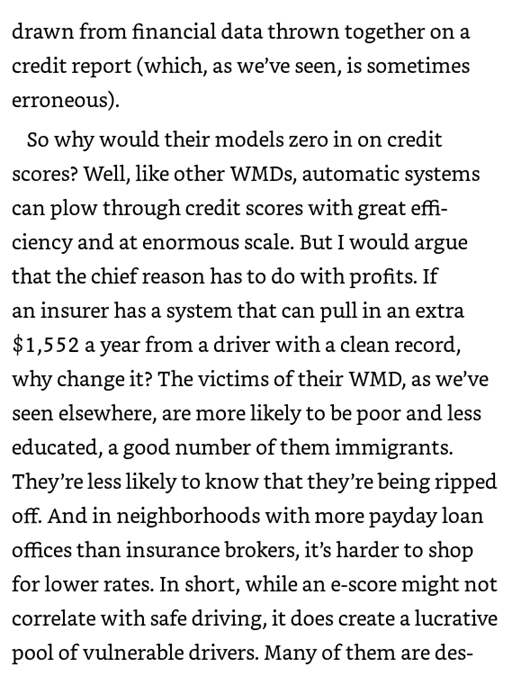 drawn from financial data thrown together on a
credit report (which, as we’ve seen, is sometimes
erroneous).
So why would their models zero in on credit
scores? Well, like other WMDs, automatic systems
can plow through credit scores with great effi-
ciency and at enormous scale. But I would argue
that the chief reason has to do with profits. If
an insurer has a system that can pull in an extra
$1,552 a year from a driver with a clean record,
why change it? The victims of their WMD, as we’ve
seen elsewhere, are more likely to be poor and less
educated, a good number of them immigrants.
They’re less likely to know that they’re being ripped
off. And in neighborhoods with more payday loan
offices than insurance brokers, it’s harder to shop
for lower rates. In short, while an e-score might not
correlate with safe driving, it does create a lucrative
pool of vulnerable drivers. Many of them are des-